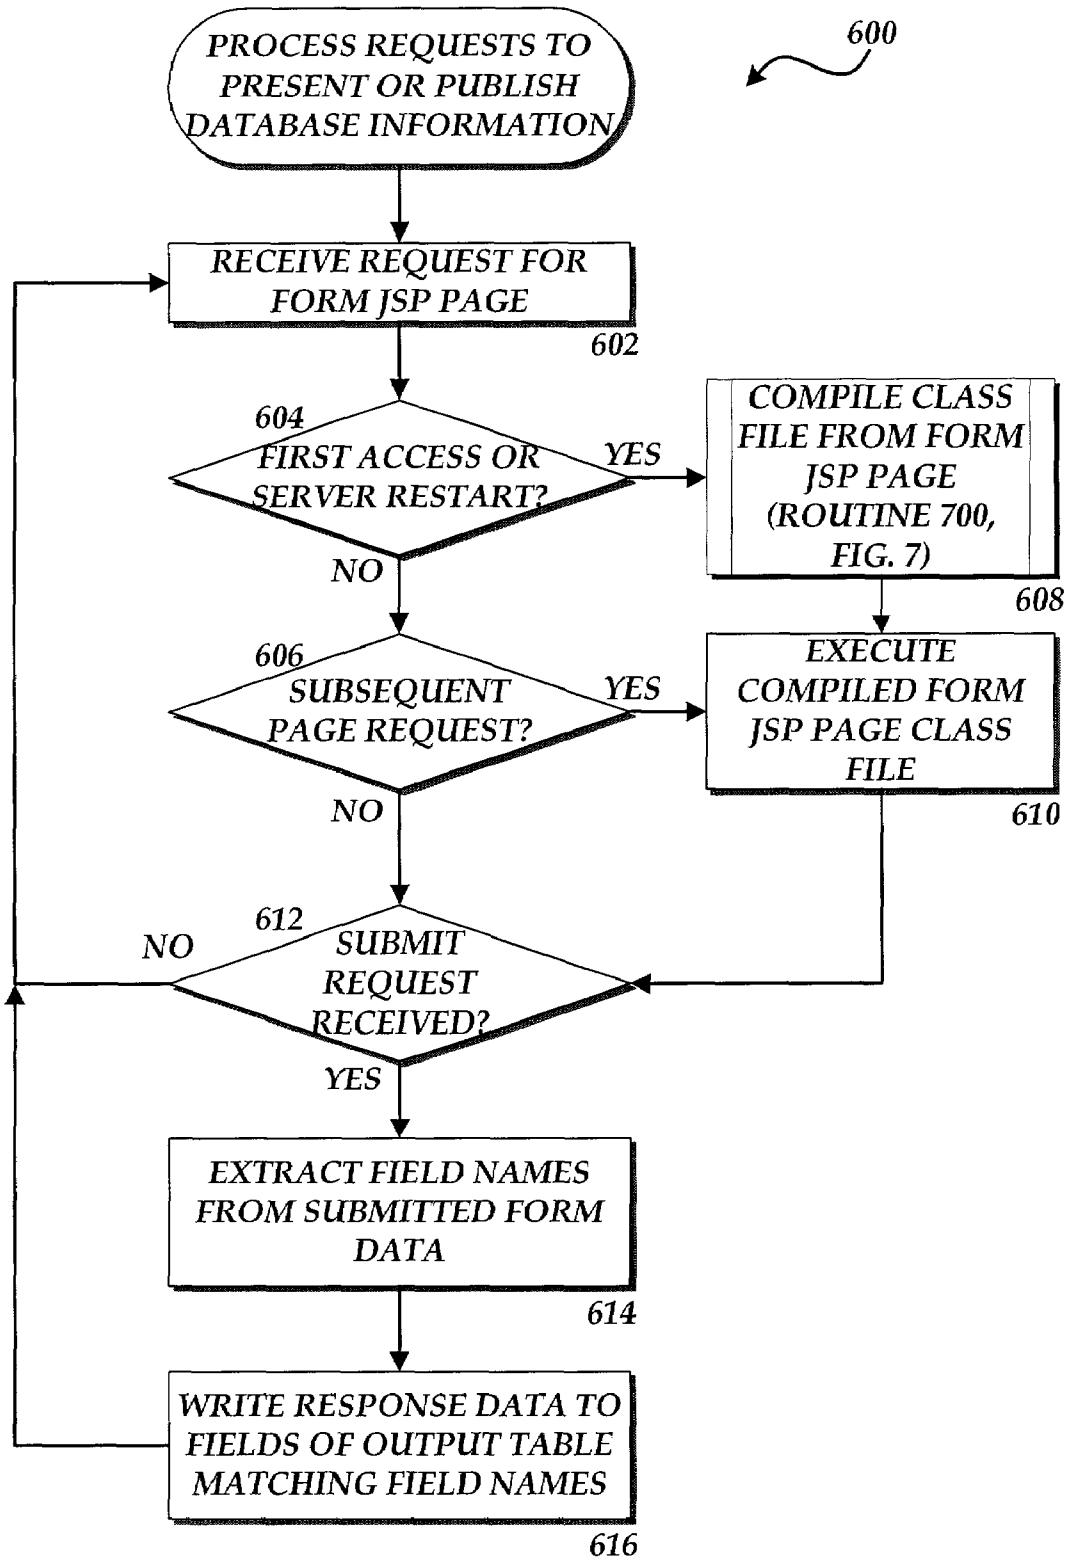 PROCESS REQUESTS TO
PRESENT OR PUBLISH
DATABASE INFORMATION
600
RECEIVE REQUEST FOR
FORM JSP PAGE
602
604
FIRST ACCESS OR
SERVER RESTART?
YES
NO
COMPILE CLASS
FILE FROM FORM
JSP PAGE
(ROUTINE 700,
FIG. 7)
608
606
SUBSEQUENT
PAGE REQUEST?
YES
NO
EXECUTE
COMPILED FORM
JSP PAGE CLASS
FILE
610
612
NO
SUBMIT
REQUEST
RECEIVED?
YES
EXTRACT FIELD NAMES
FROM SUBMITTED FORM
DATA
614
WRITE RESPONSE DATA TO
FIELDS OF OUTPUT TABLE
MATCHING FIELD NAMES
616